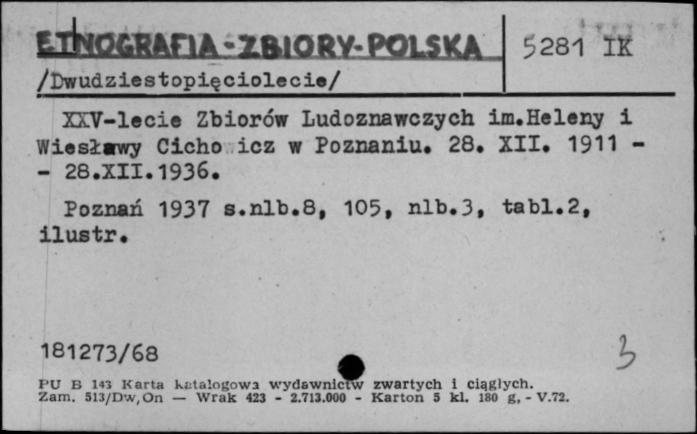 ETNOGRAFIA-ZBIORY-POLSKA 5281 IK
/Dwudziestopięciolecie/
XXV-lecie Zbiorów Ludoznawczych im.Heleny i
Wiesławy Cicho icz w Poznaniu. 28. XII. 1911 -
- 28.XII.1936.
Poznań 1937 s.nlb.8, 105, nlb.3, tabl.2,
ilustr.
181273/68 3
PU B 143 Karta katalogowa wydawnictw zwartych i ciągłych.
Zam. 513/Dw,On — Wrak 423 - 2.713.000 - Karton 5 kl. 180 g, - V.72.